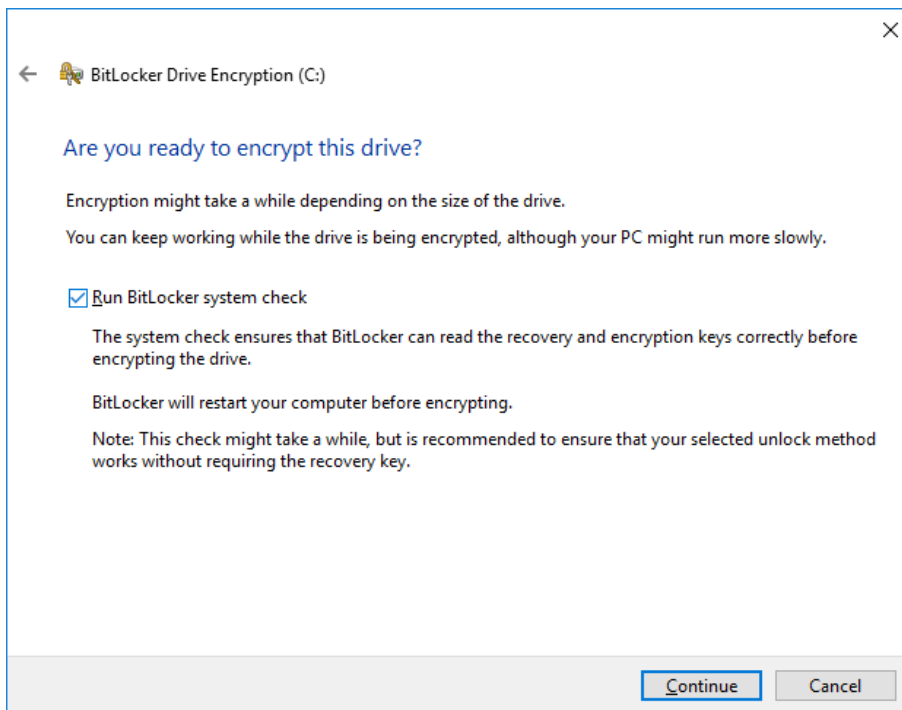 BitLocker Drive Encryption (C:)
Are you ready to encrypt this drive?
Encryption might take a while depending on the size of the drive.
You can keep working while the drive is being encrypted, although your PC might run more slowly.
Run BitLocker system check
The system check ensures that BitLocker can read the recovery and encryption keys correctly before
encrypting the drive.
BitLocker will restart your computer before encrypting.
Note: This check might take a while, but is recommended to ensure that your selected unlock method
works without requiring the recovery key.
Continue
Cancel